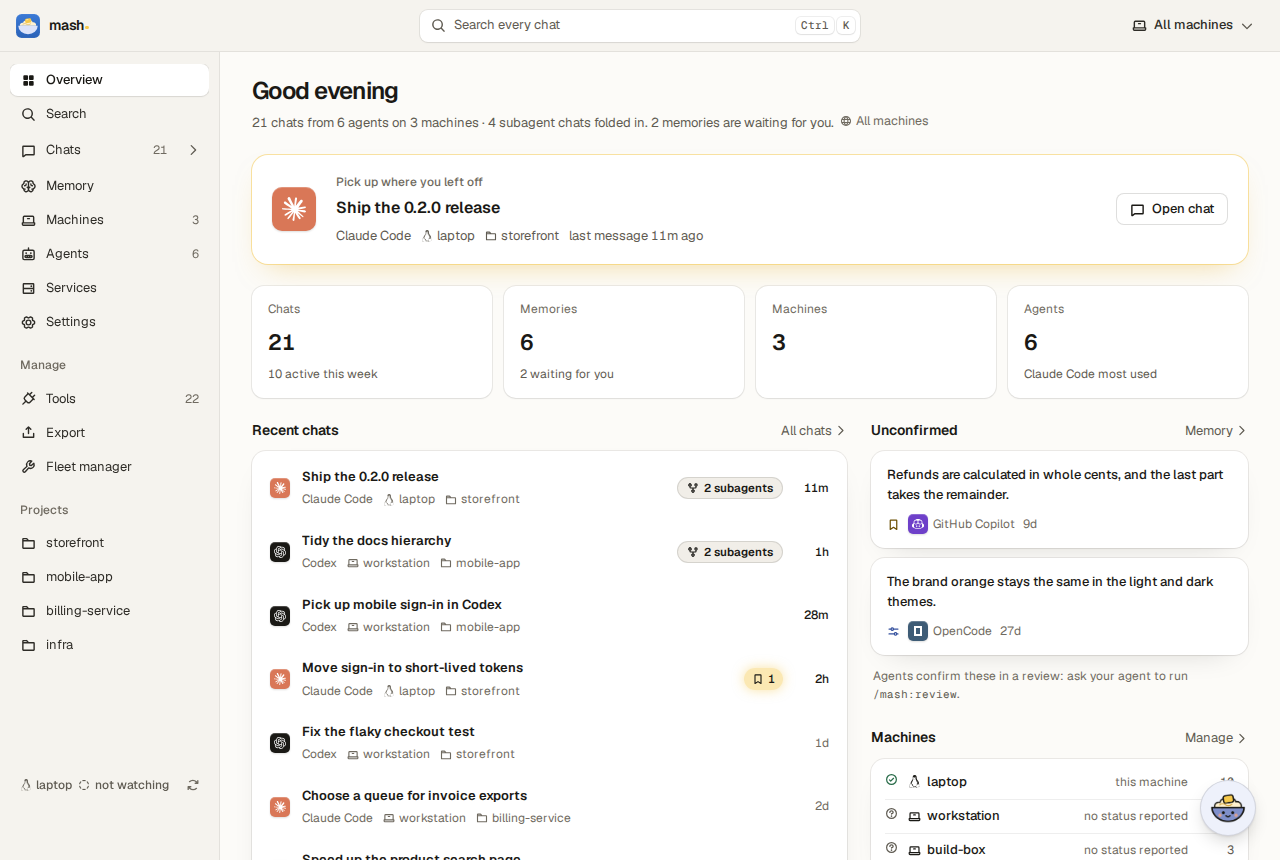 mash.
Search every chat
Ctrl K
All machines
Overview
Search
Chats 21
Memory
Machines 3
Agents 6
Services
Settings
Manage
Tools 22
Export
Fleet manager
Projects
storefront
mobile-app
billing-service
infra
laptop not watching
Good evening
21 chats from 6 agents on 3 machines · 4 subagent chats folded in. 2 memories are waiting for you. All machines
Pick up where you left off
Ship the 0.2.0 release
Claude Code laptop storefront last message 11m ago
Open chat
Chats
21
10 active this week
Memories
6
2 waiting for you
Machines
3
Agents
6
Claude Code most used
Recent chats All chats
Ship the 0.2.0 release
Claude Code laptop storefront
2 subagents 11m
Tidy the docs hierarchy
Codex workstation mobile-app
2 subagents 1h
Pick up mobile sign-in in Codex
Codex workstation mobile-app
28m
Move sign-in to short-lived tokens
Claude Code laptop storefront
1 2h
Fix the flaky checkout test
Codex workstation storefront
1d
Choose a queue for invoice exports
Claude Code workstation billing-service
2d
Speed up the product search page
Unconfirmed Memory
Refunds are calculated in whole cents, and the last part
takes the remainder.
GitHub Copilot 9d
The brand orange stays the same in the light and dark
themes.
OpenCode 27d
Agents confirm these in a review: ask your agent to run
/mash:review.
Machines Manage
laptop this machine
workstation no status reported
build-box no status reported 3